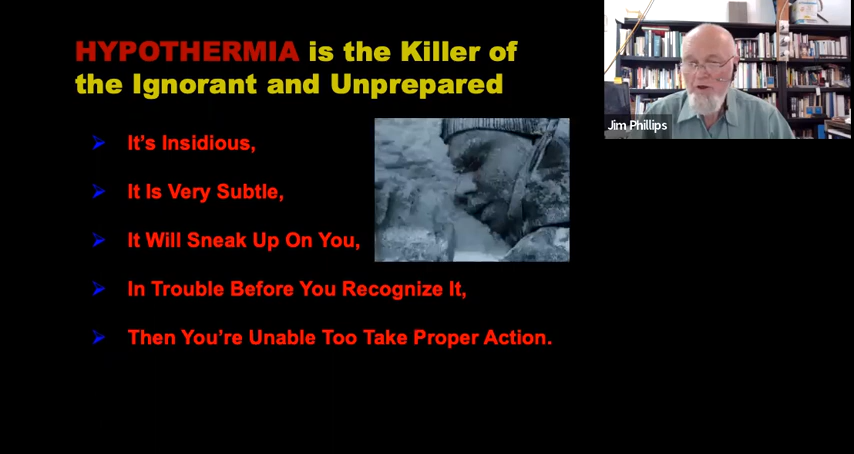 HYPOTHERMIA is the Killer of
the Ignorant and Unprepared
It's Insidious,
It Is Very Subtle,
It Will Sneak Up On You,
In Trouble Before You Recognize It,
Then You're Unable Too Take Proper Action.
Jim Phillips